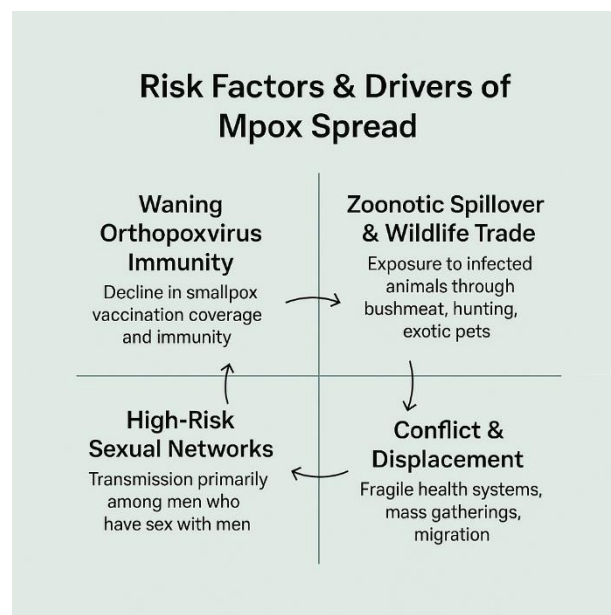 Risk Factors & Drivers of
Mpox Spread
Waning
Orthopoxvirus
Immunity
Decline in smallpox
vaccination coverage
and immunity
Zoonotic Spillover
& Wildlife Trade
Exposure to infected
animals through
bushmeat, hunting,
exotic pets
High-Risk
Sexual Networks
Transmission primarily
among men who
have sex with men
Conflict &
Displacement
Fragile health systems,
mass gatherings,
migration